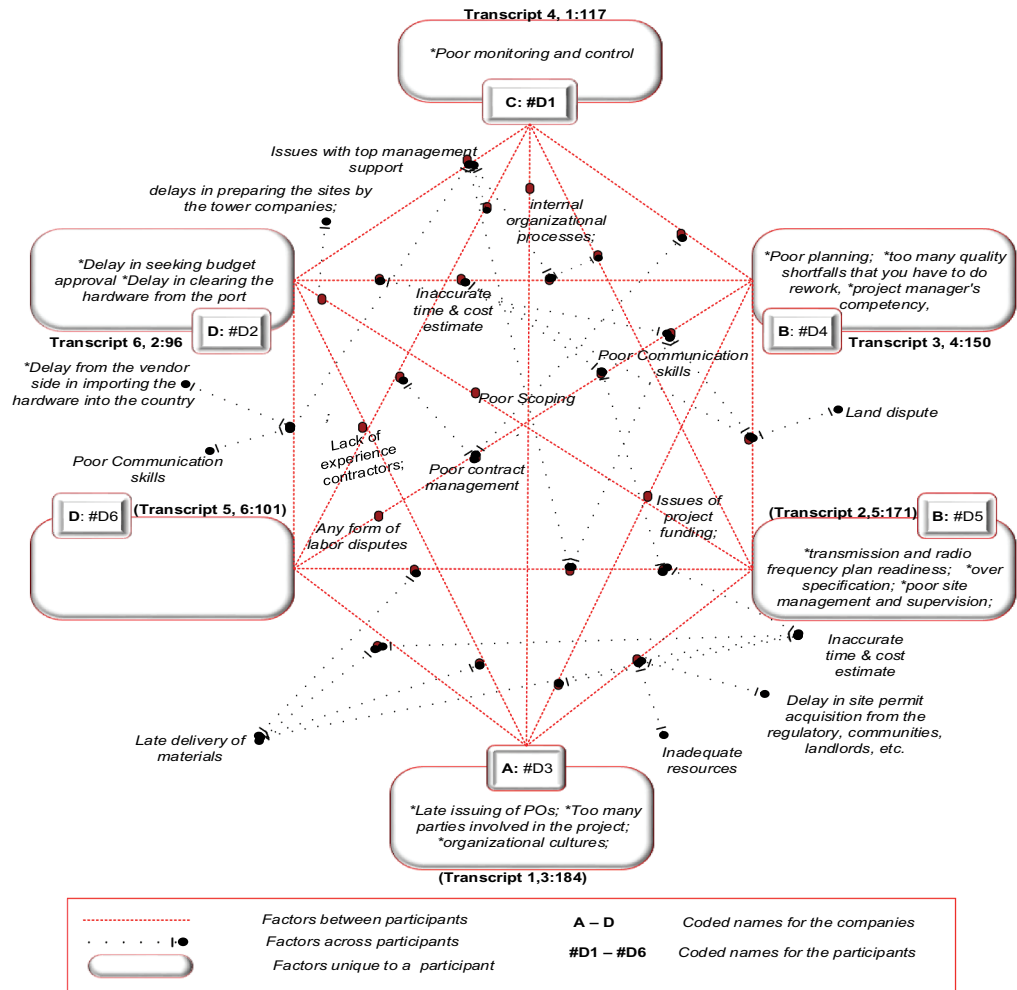 Transcript 4, 1:117
*Poor monitoring and control
C: #D1
Issues with top management
support
delays in preparing the sites by
the tower companies;
internal
organizational
processes;
*Delay in seeking budget
approval *Delay in clearing the
hardware from the port
D: #D2
Transcript 6, 2:96
Inaccurate
time & cost
estimate
*Poor planning; *too many quality
shortfalls that you have to do
rework, *project manager's
competency,
B: #D4
Transcript 3, 4:150
*Delay from the vendor
side in importing the
hardware into the country
Poor Communication
skills
Poor Scoping
Land dispute
Poor Communication
skills
Lack of
experience
contractors;
Poor contract
management
D: #D6
(Transcript 5, 6:101)
Any form of
labor disputes
Issues of
project
funding;
(Transcript 2,5:171)
B: #D5
*transmission and radio
frequency plan readiness; *over
specification; *poor site
management and supervision;
Inaccurate
time & cost
estimate
Late delivery of
materials
Inadequate
resources
Delay in site permit
acquisition from the
regulatory, communities,
landlords, etc.
A: #D3
*Late issuing of POs; *Too many
parties involved in the project;
*organizational cultures;
(Transcript 1,3:184)
Factors between participants
A – D
Coded names for the companies
Factors across participants
#D1 – #D6
Coded names for the participants
Factors unique to a participant